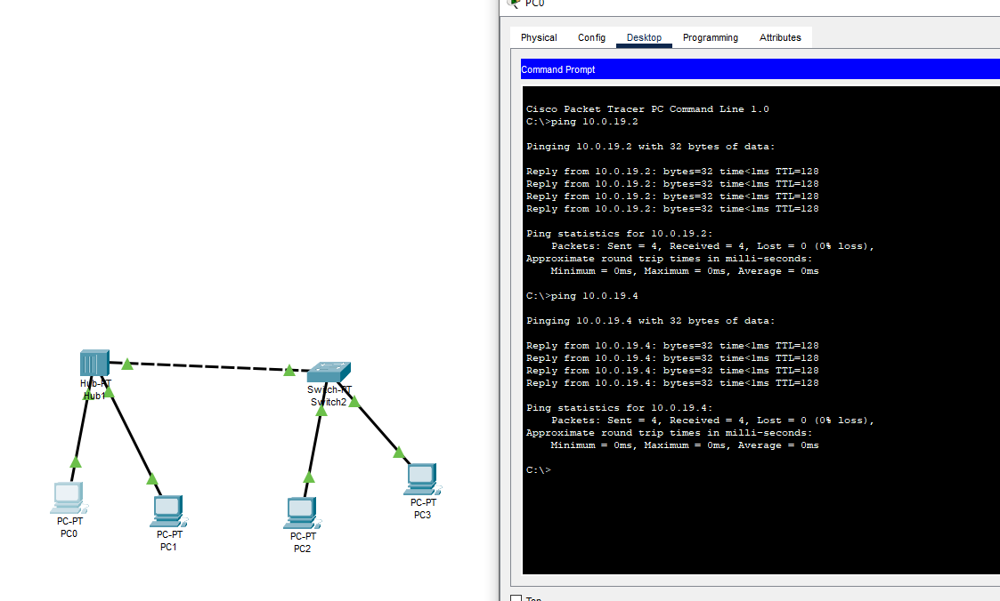 PC0
Physical Config Desktop Programming Attributes
Command Prompt
Cisco Packet Tracer PC Command Line 1.0
C:\>ping 10.0.19.2
Pinging 10.0.19.2 with 32 bytes of data:
Reply from 10.0.19.2: bytes=32 time<1ms TTL=128
Reply from 10.0.19.2: bytes=32 time<1ms TTL=128
Reply from 10.0.19.2: bytes=32 time<1ms TTL=128
Reply from 10.0.19.2: bytes=32 time<1ms TTL=128
Ping statistics for 10.0.19.2:
Packets: Sent = 4, Received = 4, Lost = 0 (0% loss),
Approximate round trip times in milli-seconds:
Minimum = 0ms, Maximum = 0ms, Average = 0ms
C:\>ping 10.0.19.4
Pinging 10.0.19.4 with 32 bytes of data:
Reply from 10.0.19.4: bytes=32 time<1ms TTL=128
Reply from 10.0.19.4: bytes=32 time<1ms TTL=128
Reply from 10.0.19.4: bytes=32 time<1ms TTL=128
Reply from 10.0.19.4: bytes=32 time<1ms TTL=128
Ping statistics for 10.0.19.4:
Packets: Sent = 4, Received = 4, Lost = 0 (0% loss),
Approximate round trip times in milli-seconds:
Minimum = 0ms, Maximum = 0ms, Average = 0ms
C:\>
Top
Hub-PT
Hub1
Switch-PT
Switch2
PC-PT
PC0
PC-PT
PC1
PC-PT
PC2
PC-PT
PC3